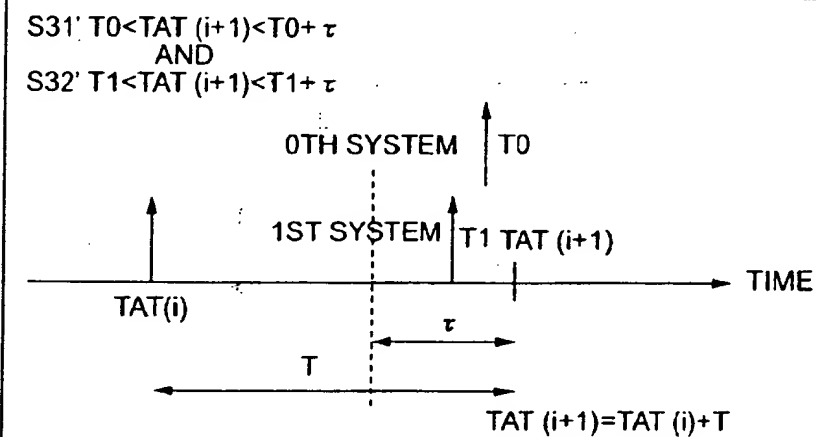 S31' T0<TAT (i+1)<T0+ τ
AND
S32' T1<TAT (i+1)<T1+ τ
0TH SYSTEM T0
1ST SYSTEM T1 TAT (i+1)
TIME
TAT(i)
τ
T
TAT (i+1)=TAT (i)+T